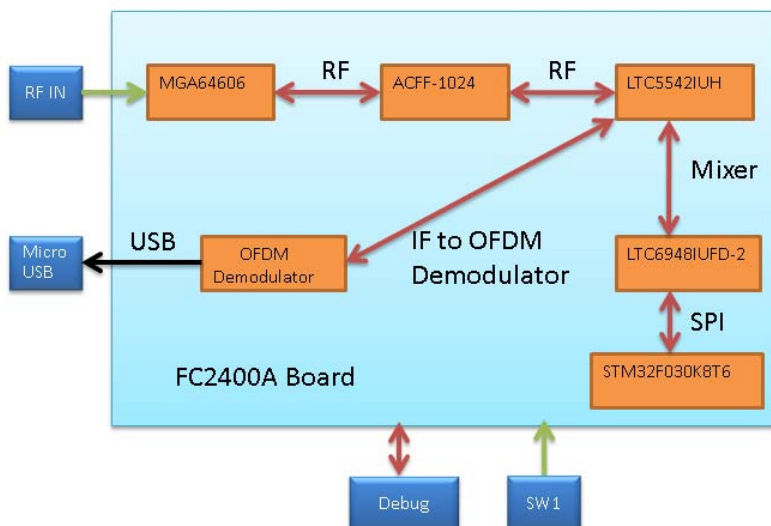 RF IN
MGA64606
RF
ACFF-1024
RF
LTC5542IUH
Mixer
Micro
USB
USB
OFDM
Demodulator
IF to OFDM
Demodulator
LTC6948IUFD-2
SPI
STM32F030K8T6
FC2400A Board
Debug
SW1